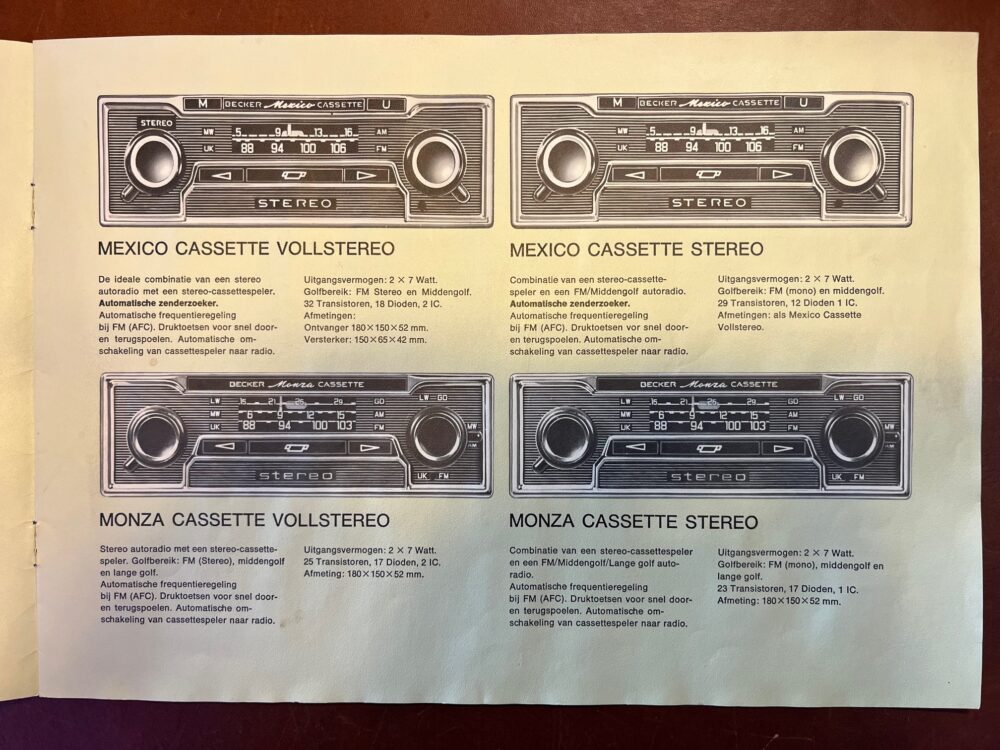 M BECKER Mexico CASSETTE U
STEREO
MW 5 9 13 16 AM
UK 88 94 100 106 FM
STEREO
MEXICO CASSETTE VOLLSTEREO
De ideale combinatie van een stereo
autoradio met een stereo-cassettespeler.
Automatische zenderzoeker.
Automatische frequentieregeling
bij FM (AFC). Druktoetsen voor snel door-
en terugspoelen. Automatische om-
schakeling van cassettespeler naar radio.
Uitgangsvermogen: 2 × 7 Watt.
Golfbereik: FM Stereo en Middengolf.
32 Transistoren, 18 Dioden, 2 IC.
Afmetingen:
Ontvanger 180×150×52 mm.
Versterker: 150×65×42 mm.
M BECKER Mexico CASSETTE U
MW 5 9 13 16 AM
UK 88 94 100 106 FM
STEREO
MEXICO CASSETTE STEREO
Combinatie van een stereo-cassette-
speler en een FM/Middengolf autoradio.
Automatische zenderzoeker.
Automatische frequentieregeling
bij FM (AFC). Druktoetsen vor snel door-
en terugspoelen. Automatische om-
schakeling van cassettespeler naar radio.
Uitgangsvermogen: 2 × 7 Watt.
Golfbereik: FM (mono) en middengolf.
29 Transistoren, 12 Dioden 1 IC.
Afmetingen: als Mexico Cassette
Vollstereo.
BECKER Monza CASSETTE
LW 16 21 25 29 GO
MW 6 9 12 15 AM
UK 88 94 100 103 FM
LW GO
MW
AM
UK FM
stereo
MONZA CASSETTE VOLLSTEREO
Stereo autoradio met een stereo-cassette-
speler. Golfbereik: FM (Stereo), middengolf
en lange golf.
Automatische frequentieregeling
bij FM (AFC). Druktoetsen voor snel door-
en terugspoelen. Automatische om-
schakeling van cassettespeler naar radio.
Uitgangsvermogen: 2 × 7 Watt.
25 Transistoren, 17 Dioden, 2 IC.
Afmeting: 180×150×52 mm.
BECKER Monza CASSETTE
LW 16 21 25 29 GO
MW 6 9 12 15 AM
UK 88 94 100 103 FM
LW GO
MW
AM
UK FM
stereo
MONZA CASSETTE STEREO
Combinatie van een stereo-cassettespeler
en een FM/Middengolf/Lange golf auto-
radio.
Automatische frequentieregeling
bij FM (AFC). Druktoetsen voor snel door-
en terugspoelen. Automatische om-
schakeling van cassettespeler naar radio.
Uitgangsvermogen: 2 × 7 Watt.
Golfbereik: FM (mono), middengolf en
lange golf.
23 Transistoren, 17 Dioden, 1 IC.
Afmeting: 180×150×52 mm.